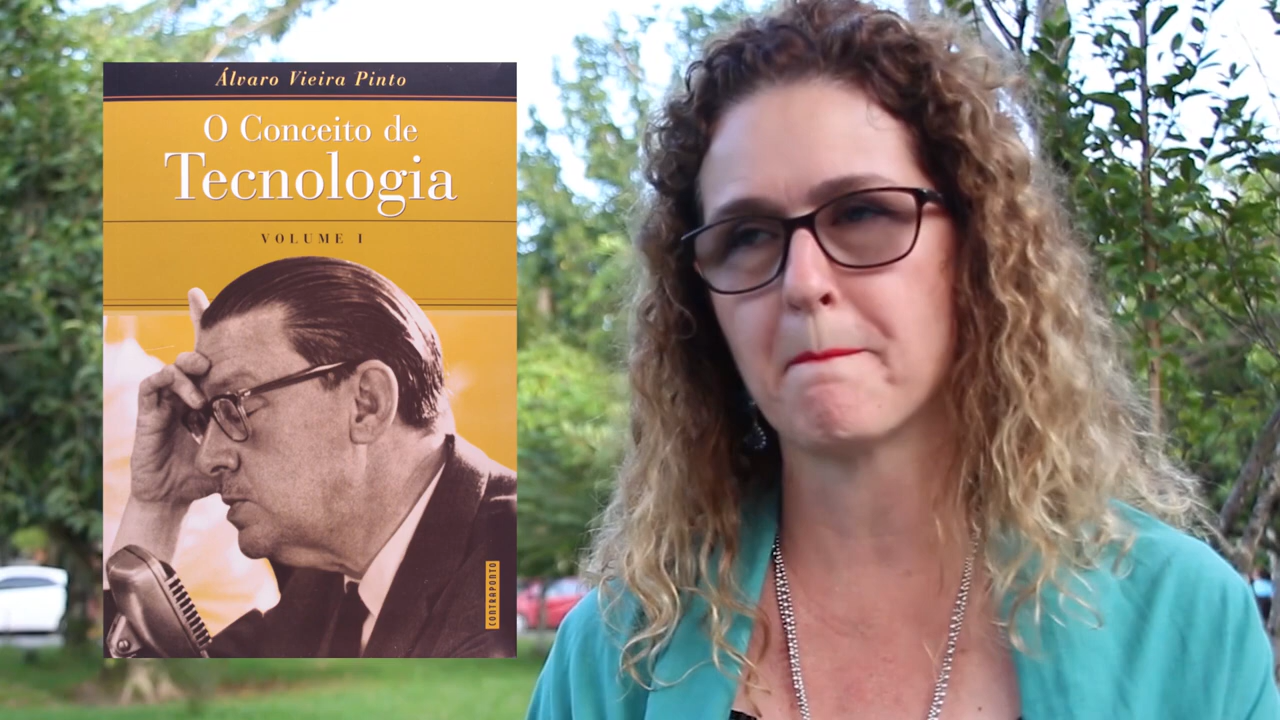 Álvaro Vieira Pinto
O Conceito de
Tecnologia
VOLUME I
CONTRAPONTO